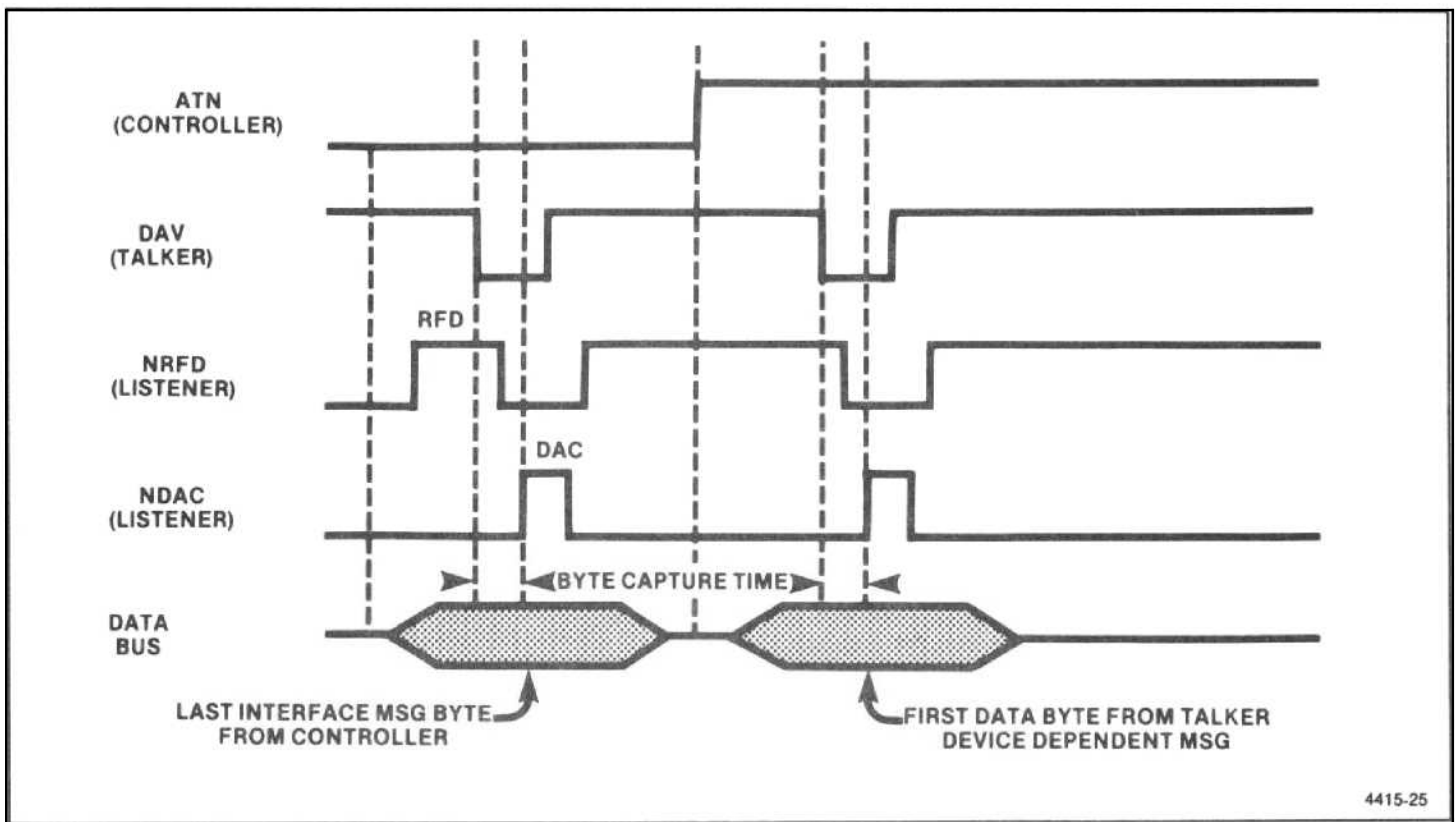 ATN
(CONTROLLER)
DAV
(TALKER)
RFD
NRFD
(LISTENER)
DAC
NDAC
(LISTENER)
BYTE CAPTURE TIME
DATA
BUS
LAST INTERFACE MSG BYTE
FROM CONTROLLER
FIRST DATA BYTE FROM TALKER
DEVICE DEPENDENT MSG
4415-25